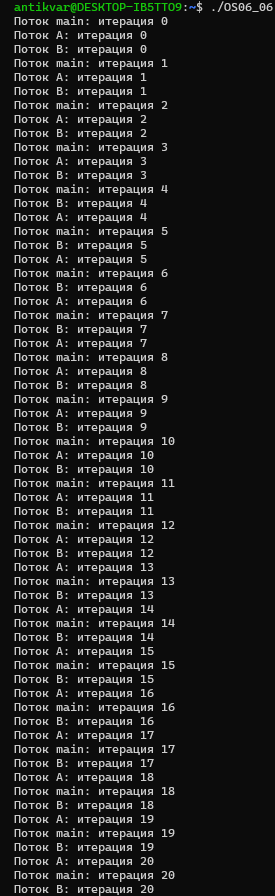 antikvar@DESKTOP-IB5TTO9:~$ ./OS06_06
Поток main: итерация 0
Поток A: итерация 0
Поток B: итерация 0
Поток main: итерация 1
Поток A: итерация 1
Поток B: итерация 1
Поток main: итерация 2
Поток A: итерация 2
Поток B: итерация 2
Поток main: итерация 3
Поток A: итерация 3
Поток B: итерация 3
Поток main: итерация 4
Поток B: итерация 4
Поток A: итерация 4
Поток main: итерация 5
Поток B: итерация 5
Поток A: итерация 5
Поток main: итерация 6
Поток B: итерация 6
Поток A: итерация 6
Поток main: итерация 7
Поток B: итерация 7
Поток A: итерация 7
Поток main: итерация 8
Поток A: итерация 8
Поток B: итерация 8
Поток main: итерация 9
Поток A: итерация 9
Поток B: итерация 9
Поток main: итерация 10
Поток A: итерация 10
Поток B: итерация 10
Поток main: итерация 11
Поток A: итерация 11
Поток B: итерация 11
Поток main: итерация 12
Поток A: итерация 12
Поток B: итерация 12
Поток A: итерация 13
Поток main: итерация 13
Поток B: итерация 13
Поток A: итерация 14
Поток main: итерация 14
Поток B: итерация 14
Поток A: итерация 15
Поток main: итерация 15
Поток B: итерация 15
Поток A: итерация 16
Поток main: итерация 16
Поток B: итерация 16
Поток A: итерация 17
Поток main: итерация 17
Поток B: итерация 17
Поток A: итерация 18
Поток main: итерация 18
Поток B: итерация 18
Поток A: итерация 19
Поток main: итерация 19
Поток B: итерация 19
Поток A: итерация 20
Поток main: итерация 20
Поток B: итерация 20